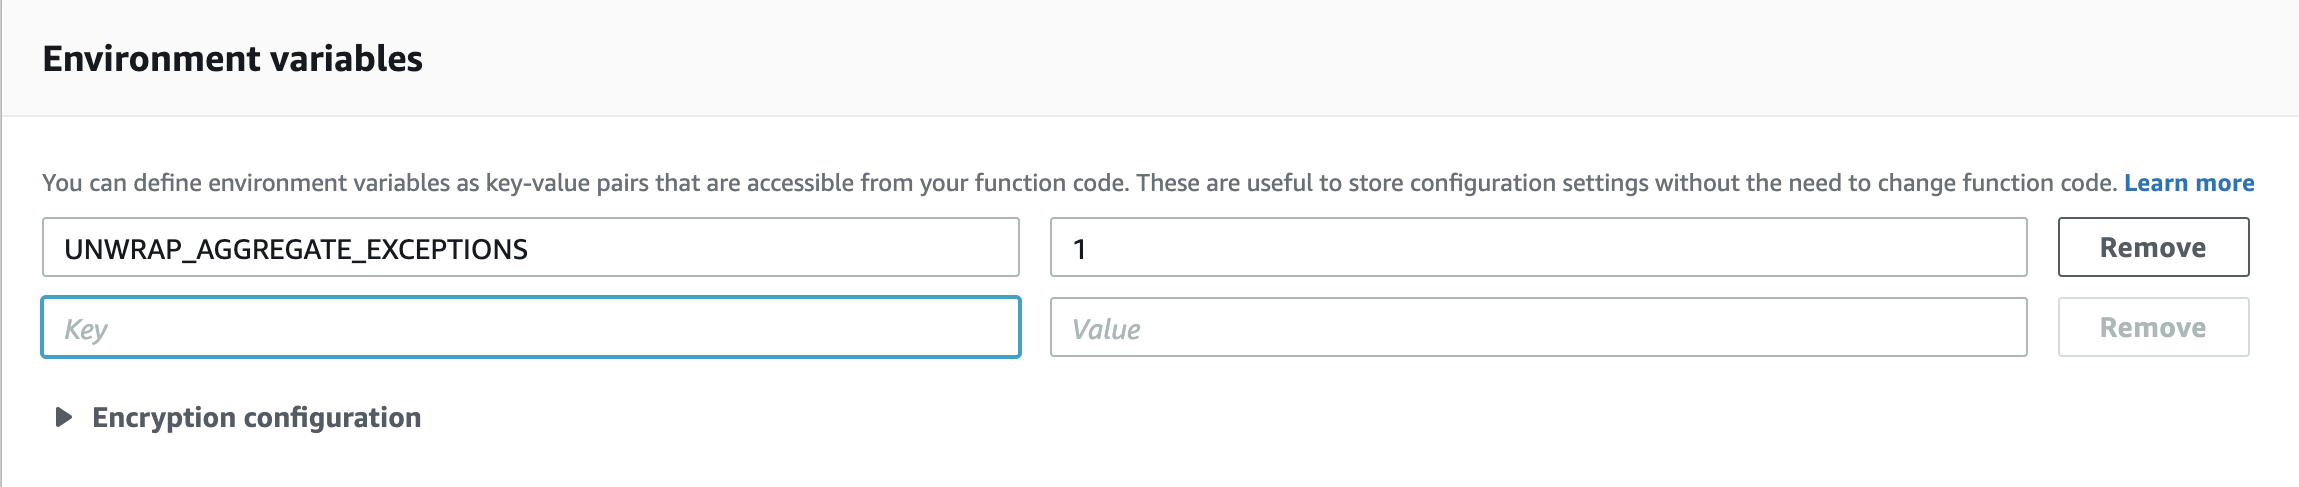 Environment variables
You can define environment variables as key-value pairs that are accessible from your function code. These are useful to store configuration settings without the need to change function code. Learn more
UNWRAP_AGGREGATE_EXCEPTIONS 1 Remove
Key Value Remove
Encryption configuration